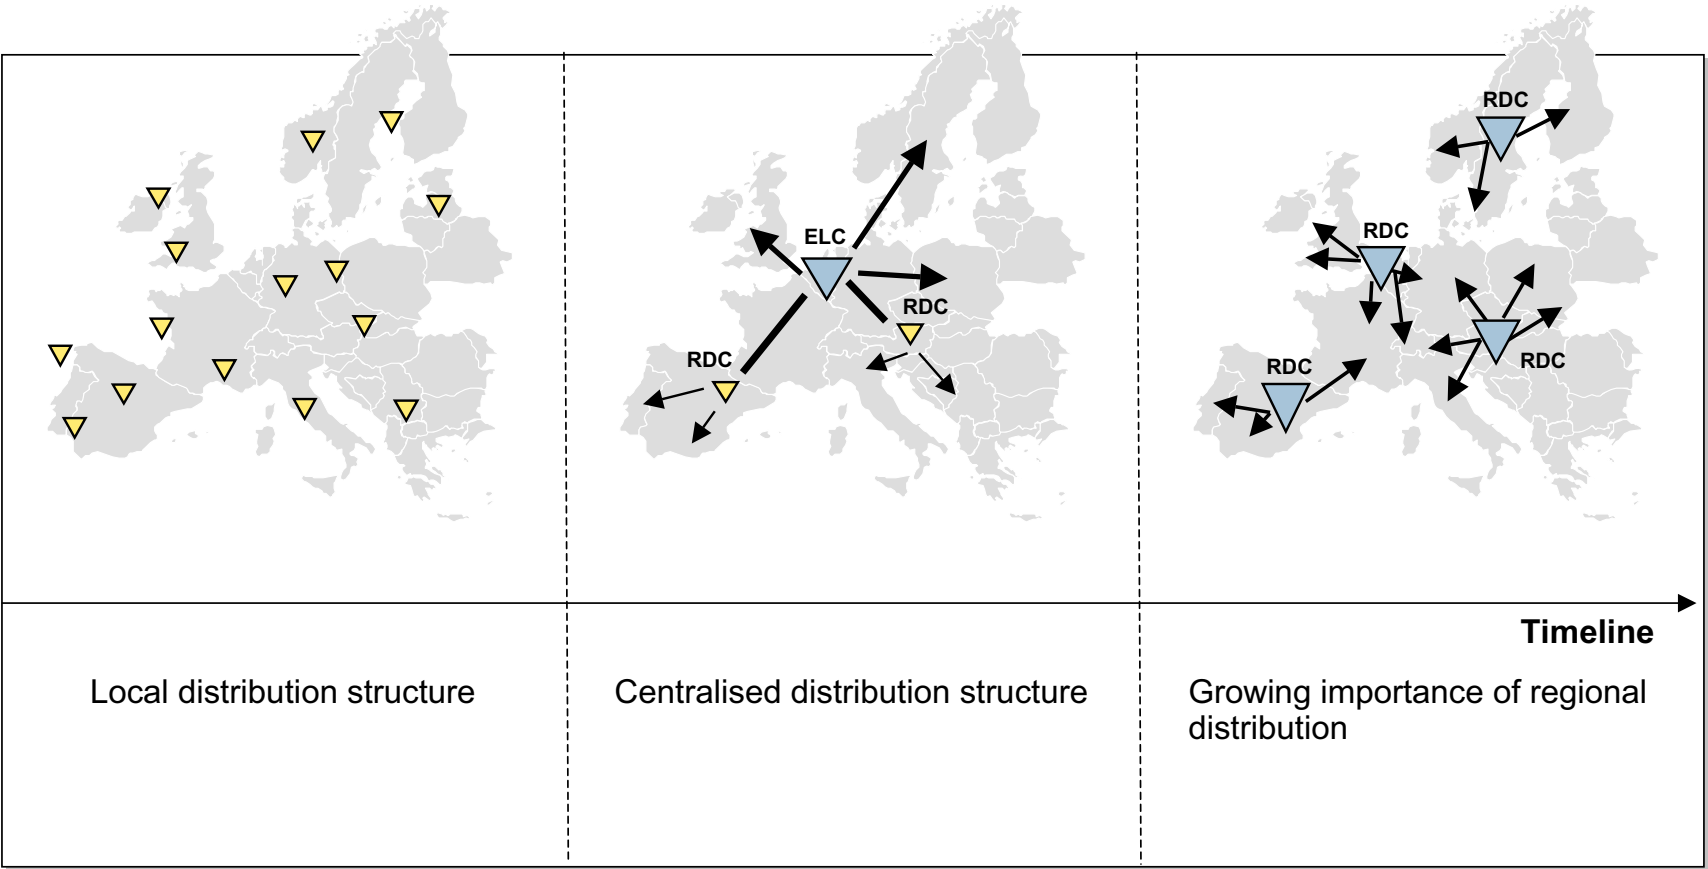 RDC
RDC
ELC
RDC
RDC
RDC
RDC
Timeline
Local distribution structure
Centralised distribution structure
Growing importance of regional
distribution